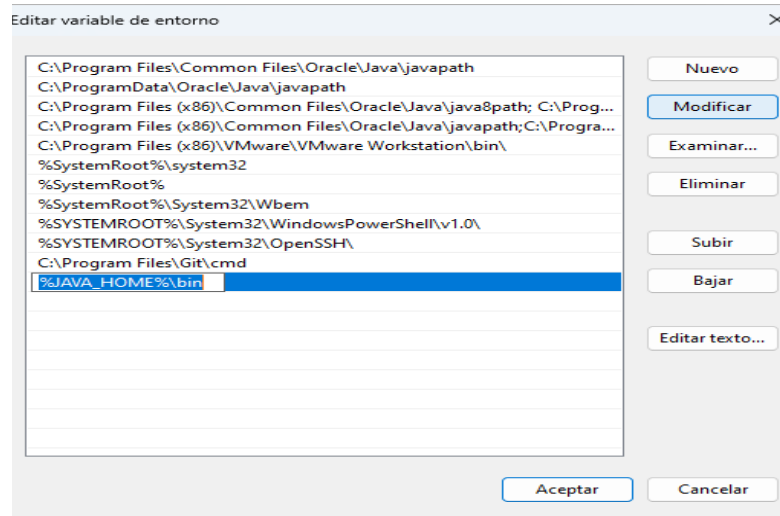 Editar variable de entorno
C:\Program Files\Common Files\Oracle\Java\javapath
C:\ProgramData\Oracle\Java\javapath
C:\Program Files (x86)\Common Files\Oracle\Java\java8path; C:\Prog...
C:\Program Files (x86)\Common Files\Oracle\Java\javapath;C:\Progra...
C:\Program Files (x86)\VMware\VMware Workstation\bin\
%SystemRoot%\system32
%SystemRoot%
%SystemRoot%\System32\Wbem
%SYSTEMROOT%\System32\WindowsPowerShell\v1.0\
%SYSTEMROOT%\System32\OpenSSH\
C:\Program Files\Git\cmd
%JAVA_HOME%\bin
Nuevo
Modificar
Examinar...
Eliminar
Subir
Bajar
Editar texto...
Aceptar
Cancelar